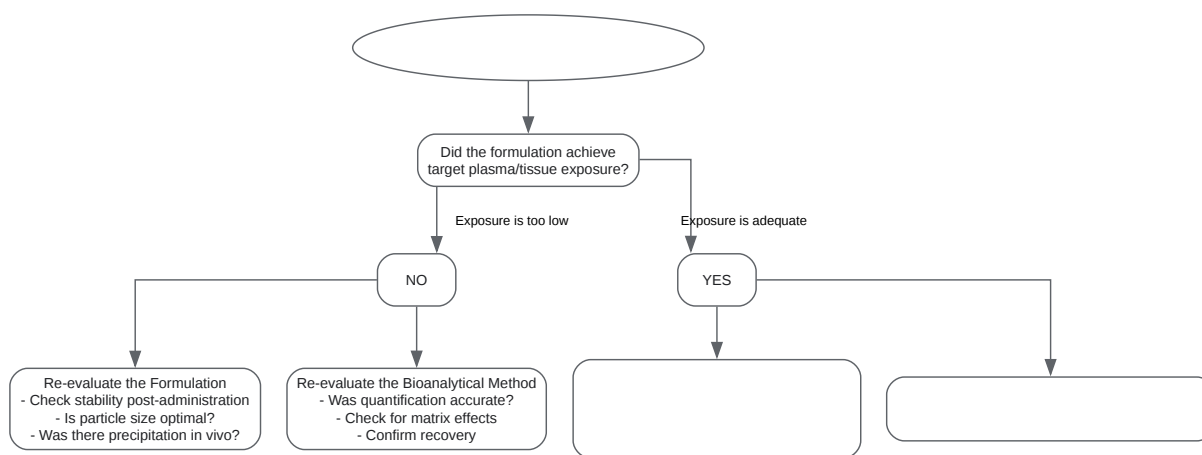 Did the formulation achieve
target plasma/tissue exposure?
Exposure is too low
Exposure is adequate
NO
YES
Re-evaluate the Formulation
- Check stability post-administration
- Is particle size optimal?
- Was there precipitation in vivo?
Re-evaluate the Bioanalytical Method
- Was quantification accurate?
- Check for matrix effects
- Confirm recovery